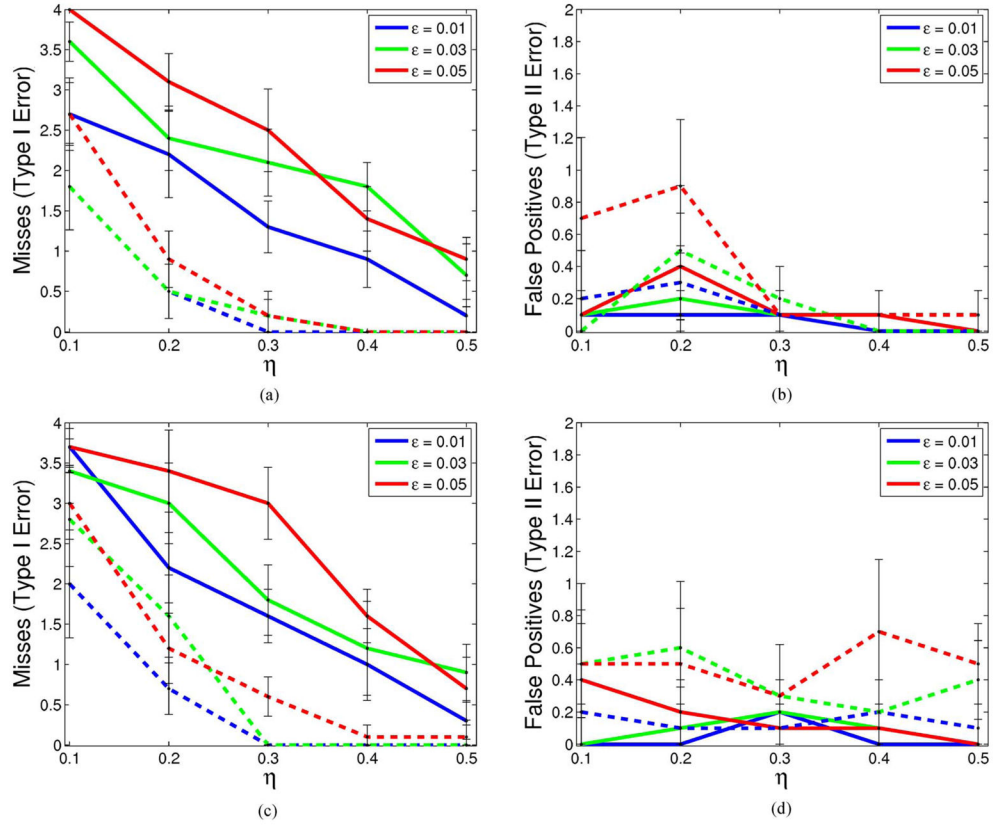 Misses (Type I Error)
4
3.5
3
2.5
2
1.5
1
0.5
0
0.1
0.2
0.3
0.4
0.5
η
ε = 0.01
ε = 0.03
ε = 0.05
(a)
False Positives (Type II Error)
2
1.8
1.6
1.4
1.2
1
0.8
0.6
0.4
0.2
0
0.1
0.2
0.3
0.4
0.5
η
ε = 0.01
ε = 0.03
ε = 0.05
(b)
Misses (Type I Error)
4
3.5
3
2.5
2
1.5
1
0.5
0
0.1
0.2
0.3
0.4
0.5
η
ε = 0.01
ε = 0.03
ε = 0.05
(c)
False Positives (Type II Error)
2
1.8
1.6
1.4
1.2
1
0.8
0.6
0.4
0.2
0
0.1
0.2
0.3
0.4
0.5
η
ε = 0.01
ε = 0.03
ε = 0.05
(d)